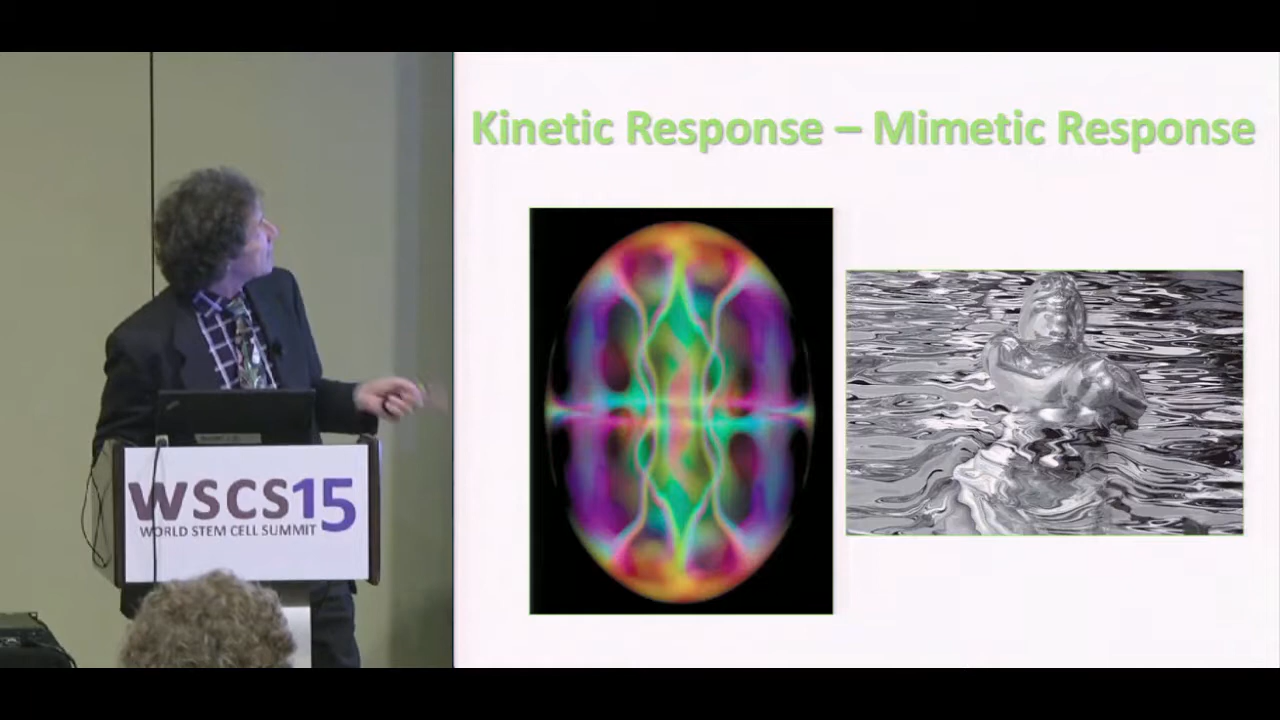 Kinetic Response – Mimetic Response
WSCS15
WORLD STEM CELL SUMMIT